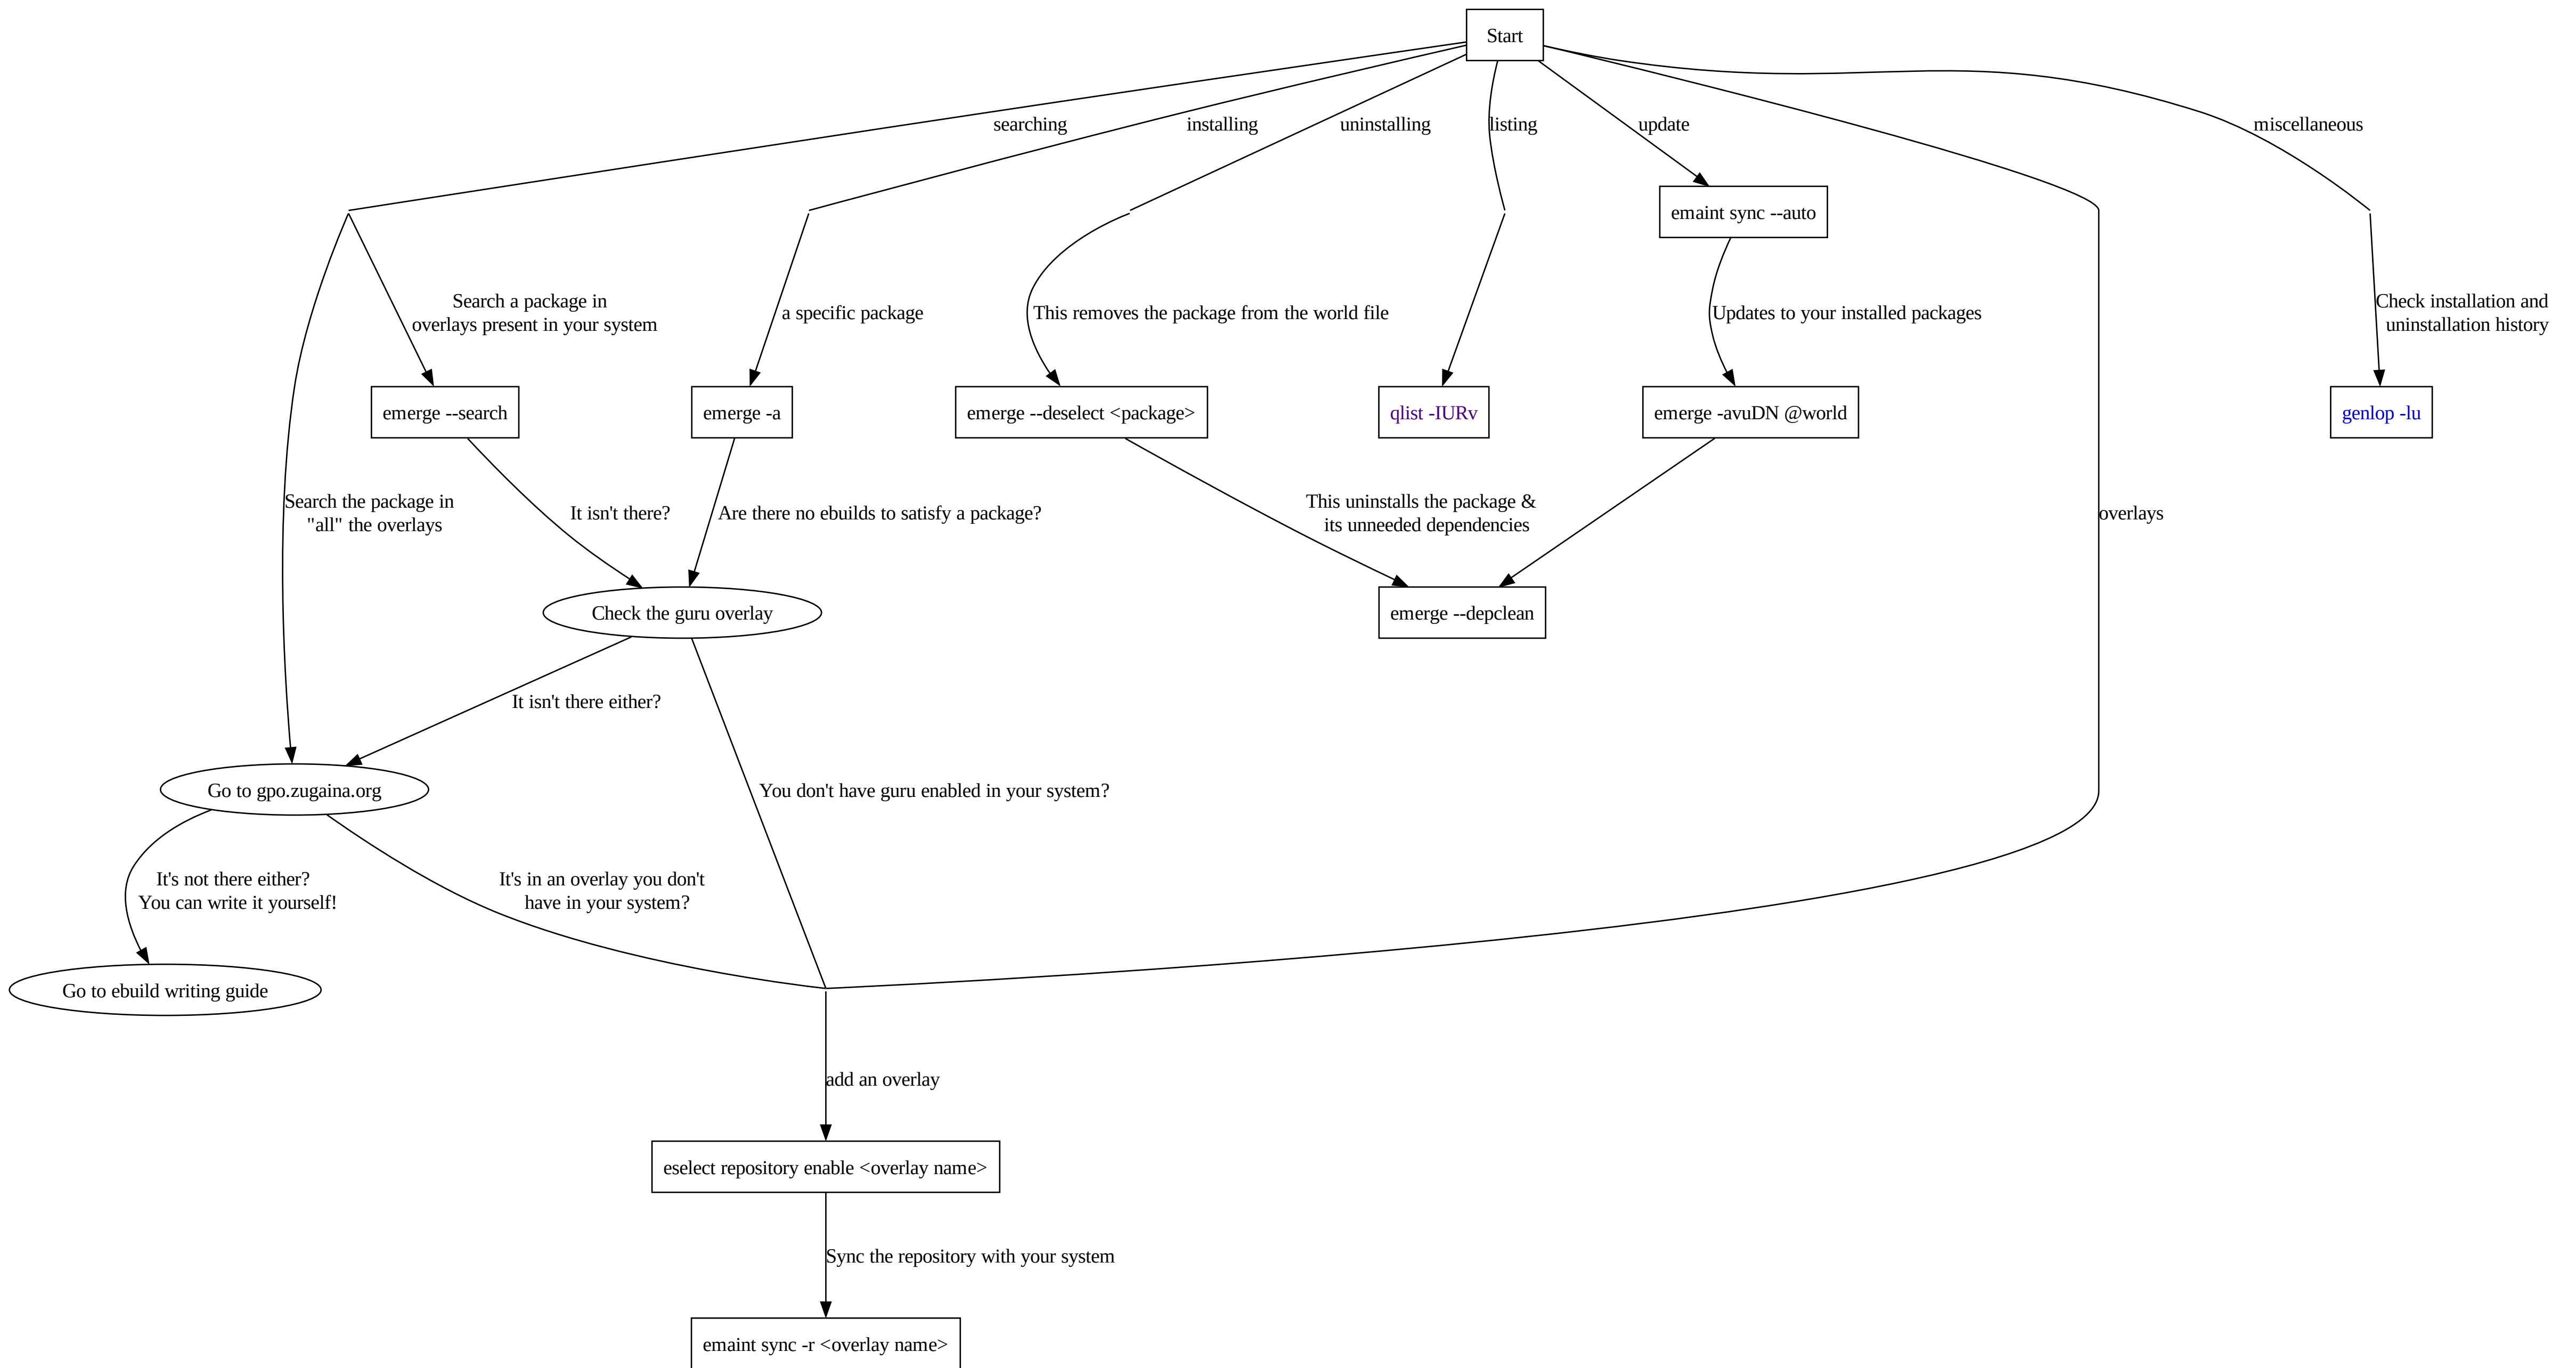 Start
searching
installing
uninstalling
listing
update
miscellaneous
emaint sync --auto
Search a package in
overlays present in your system
a specific package
This removes the package from the world file
Updates to your installed packages
Check installation and
uninstallation history
emerge --search
emerge -a
emerge --deselect <package>
qlist -IURv
emerge -avuDN @world
genlop -lu
Search the package in
"all" the overlays
It isn't there?
Are there no ebuilds to satisfy a package?
This uninstalls the package &
its unneeded dependencies
overlays
Check the guru overlay
emerge --depclean
It isn't there either?
Go to gpo.zugaina.org
You don't have guru enabled in your system?
It's not there either?
You can write it yourself!
It's in an overlay you don't
have in your system?
Go to ebuild writing guide
add an overlay
eselect repository enable <overlay name>
Sync the repository with your system
emaint sync -r <overlay name>